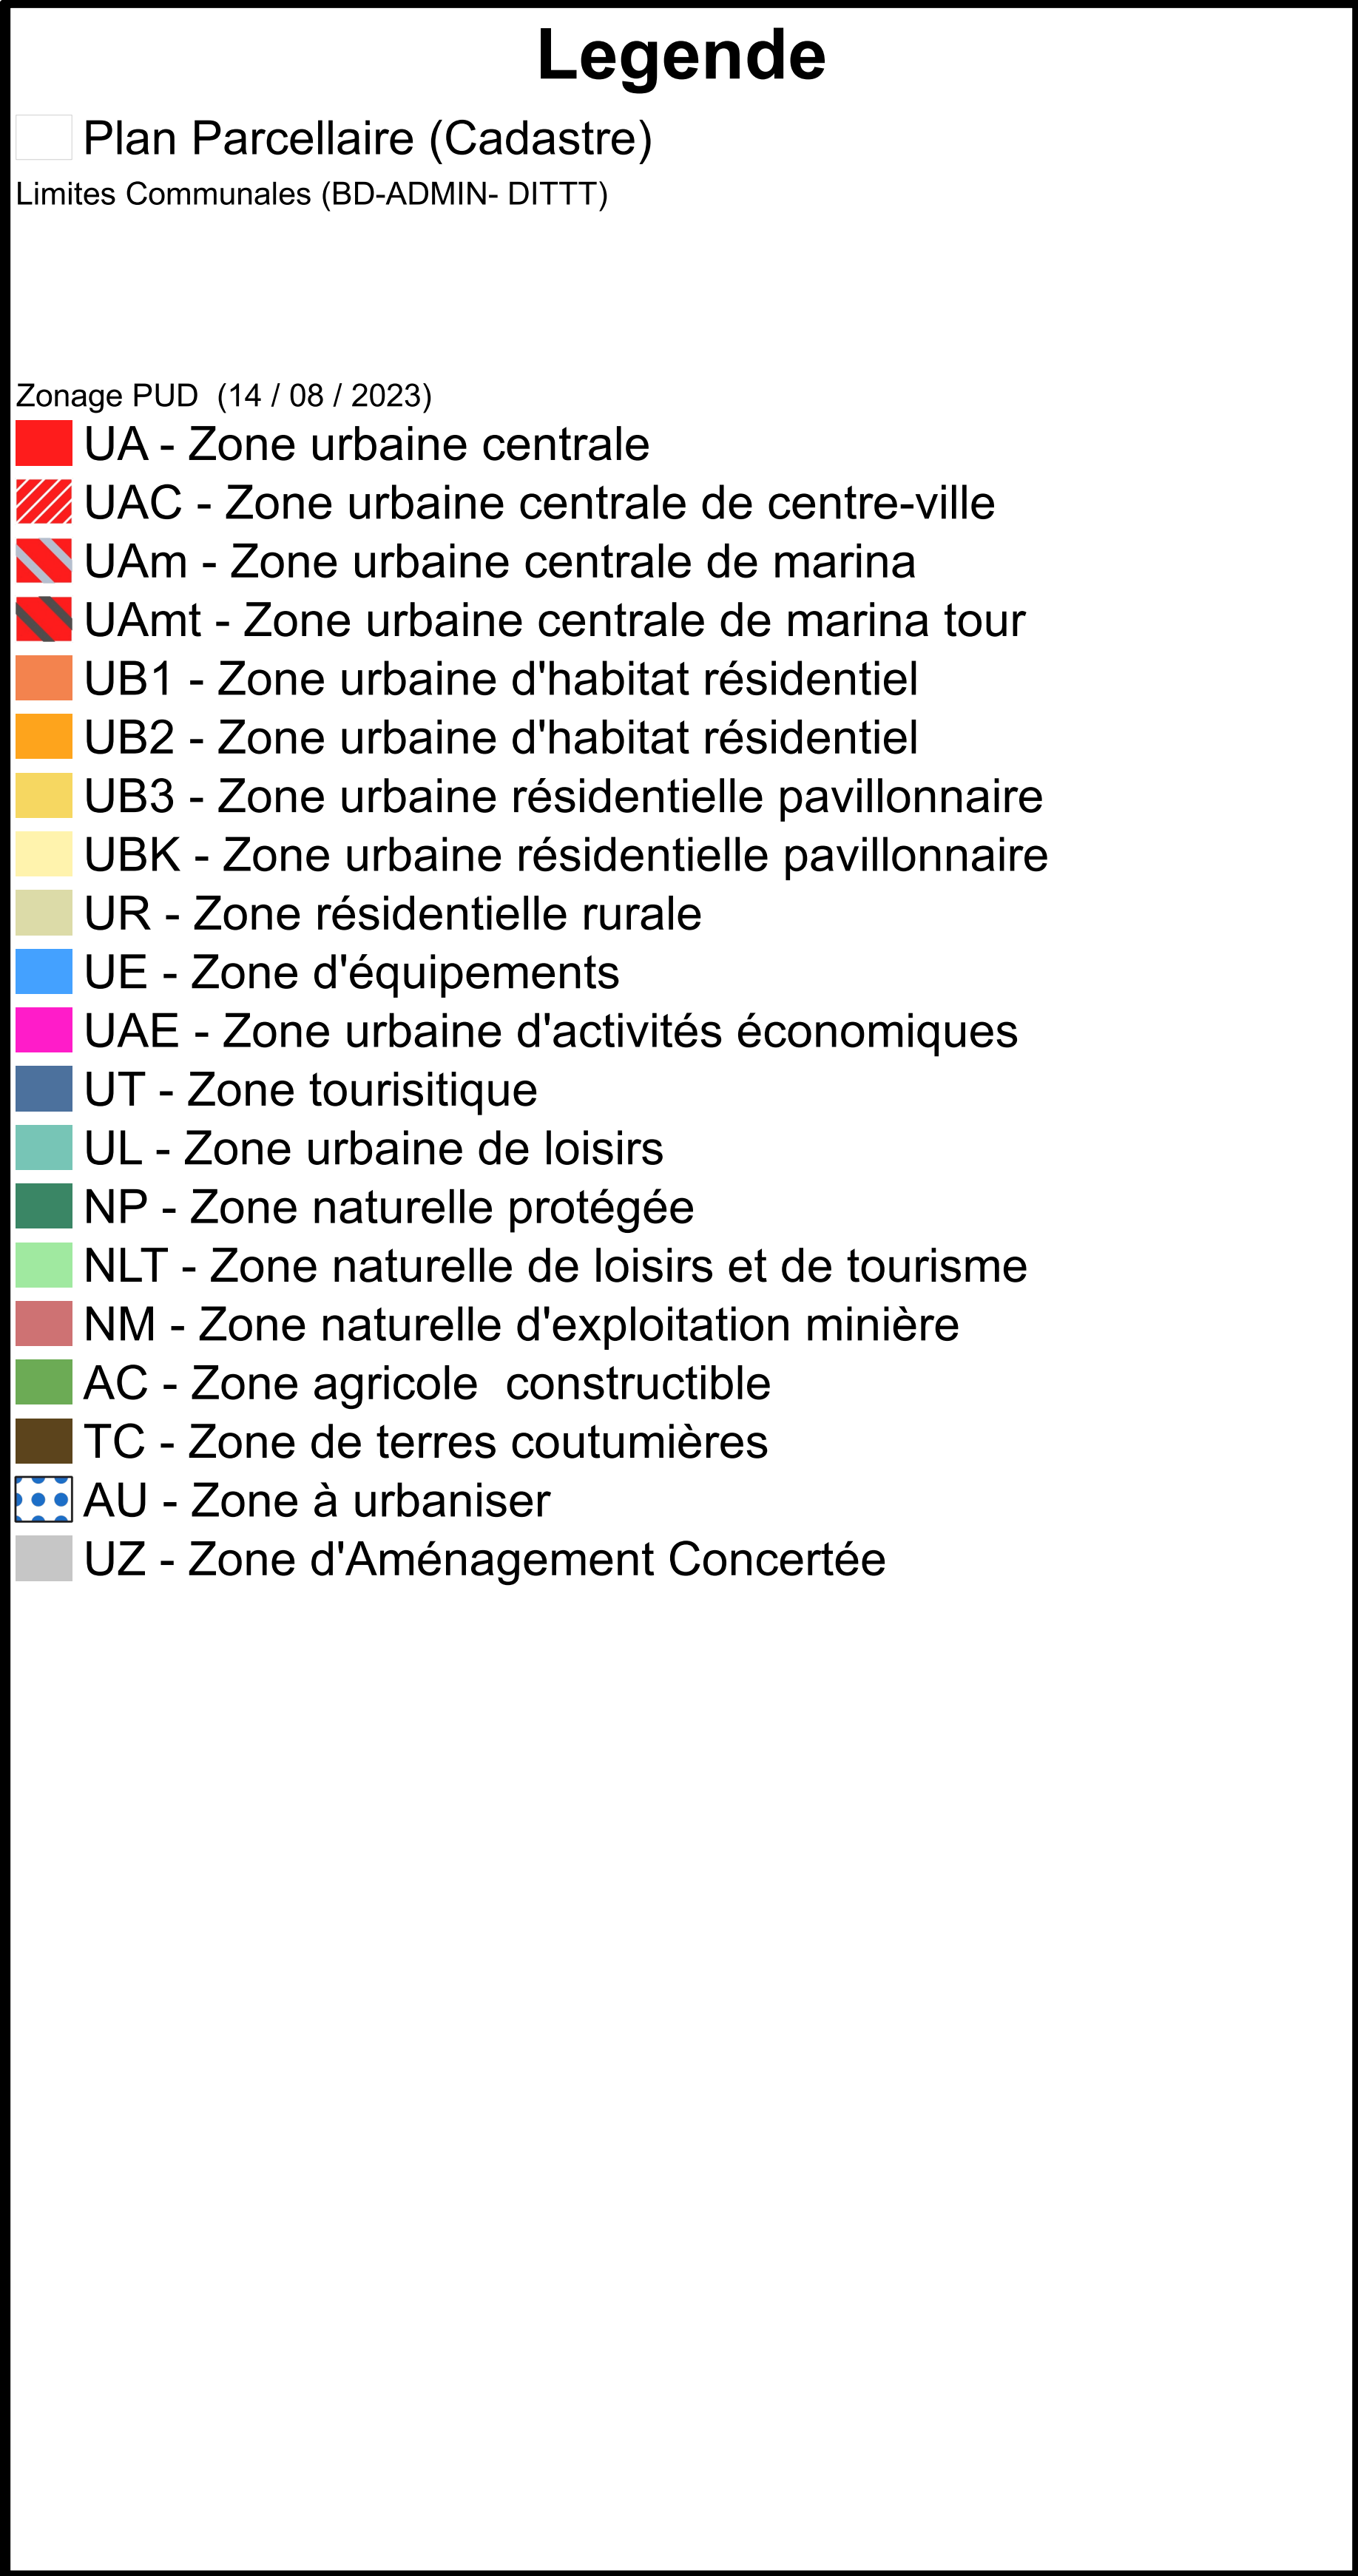 Legende
Plan Parcellaire (Cadastre)
Limites Communales (BD-ADMIN- DITTT)
Zonage PUD  (14 / 08 / 2023)
UA - Zone urbaine centrale
UAC - Zone urbaine centrale de centre-ville
UAm - Zone urbaine centrale de marina
UAmt - Zone urbaine centrale de marina tour
UB1 - Zone urbaine d'habitat résidentiel
UB2 - Zone urbaine d'habitat résidentiel
UB3 - Zone urbaine résidentielle pavillonnaire
UBK - Zone urbaine résidentielle pavillonnaire
UR - Zone résidentielle rurale
UE - Zone d'équipements
UAE - Zone urbaine d'activités économiques
UT - Zone tourisitique
UL - Zone urbaine de loisirs
NP - Zone naturelle protégée
NLT - Zone naturelle de loisirs et de tourisme
NM - Zone naturelle d'exploitation minière
AC - Zone agricole  constructible
TC - Zone de terres coutumières
AU - Zone à urbaniser
UZ - Zone d'Aménagement Concertée